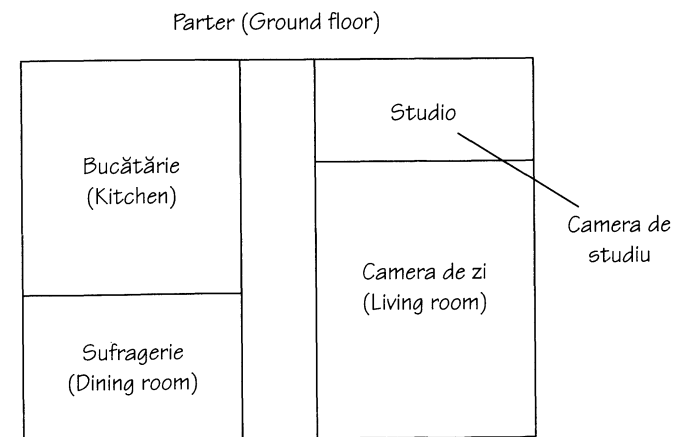 Parter (Ground floor)
Studio
Bucătărie
(Kitchen)
Camera de
studiu
Camera de zi
(Living room)
Sufragerie
(Dining room)